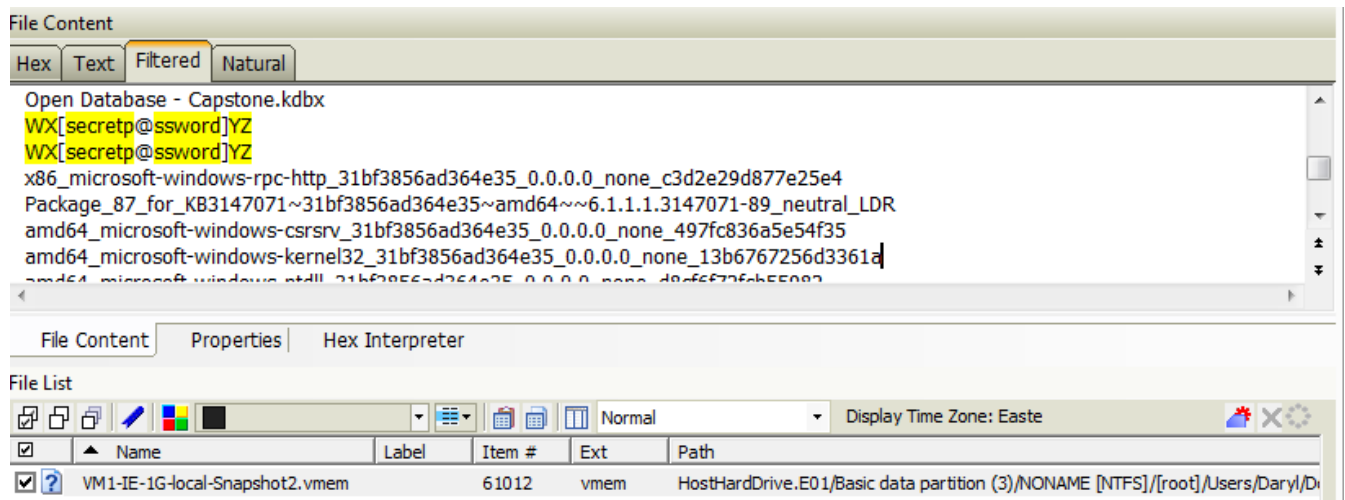 File Content
Hex Text Filtered Natural
Open Database - Capstone.kdbx
WX[secretp@ssword]YZ
WX[secretp@ssword]YZ
x86_microsoft-windows-rpc-http_31bf3856ad364e35_0.0.0.0_none_c3d2e29d877e25e4
Package_87_for_KB3147071~31bf3856ad364e35~amd64~~6.1.1.1.3147071-89_neutral_LDR
amd64_microsoft-windows-csrsrv_31bf3856ad364e35_0.0.0.0_none_497fc836a5e54f35
amd64_microsoft-windows-kernel32_31bf3856ad364e35_0.0.0.0_none_13b6767256d3361a
File Content Properties Hex Interpreter
File List
Normal Display Time Zone: Easte
Name Label Item # Ext Path
VM1-IE-1G-local-Snapshot2.vmem 61012 vmem HostHardDrive.E01/Basic data partition (3)/NONAME [NTFS]/[root]/Users/Daryl/